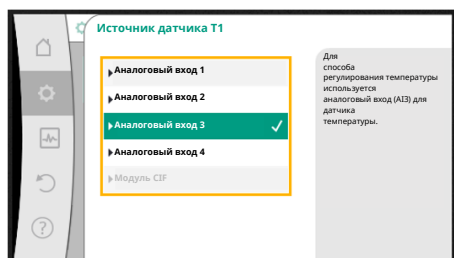 Источник датчика T1
Аналоговый вход 1
Аналоговый вход 2
Аналоговый вход 3
Аналоговый вход 4
Модуль CIF
Для
способа
регулирования температуры
используется
аналоговый вход (AI3) для
датчика
температуры.